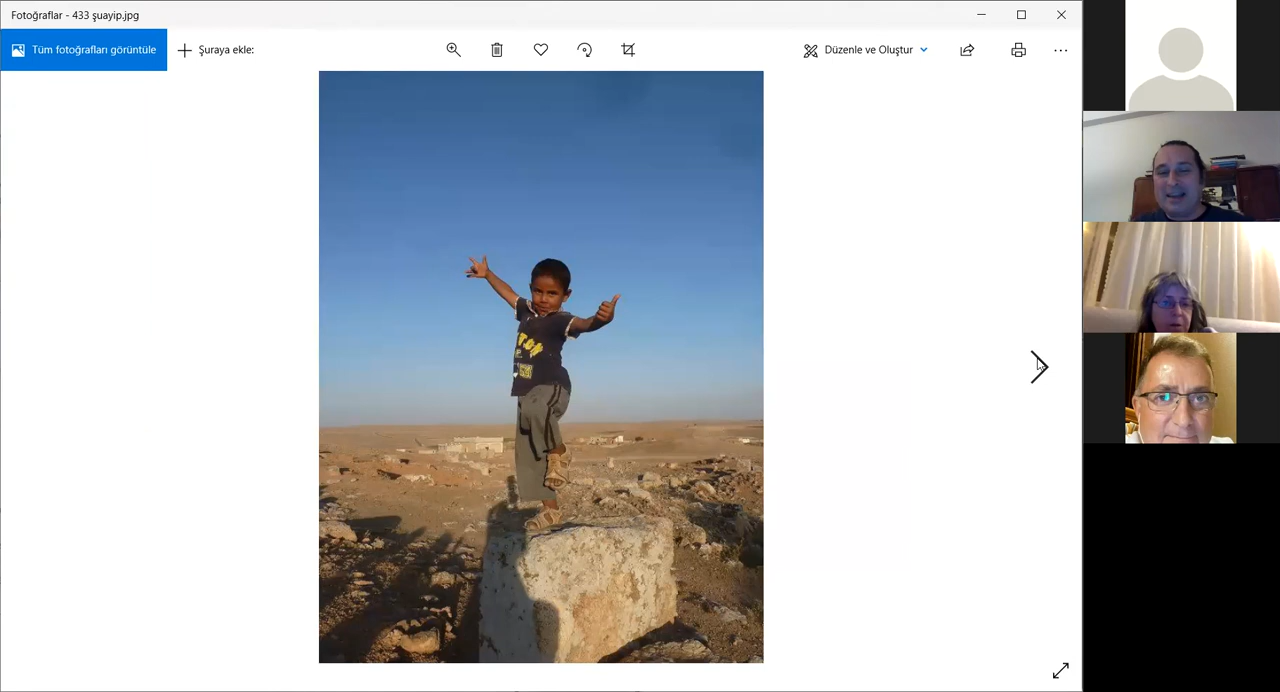 Fotoğraflar - 433 şuayip.jpg
Tüm fotoğrafları görüntüle
Şuraya ekle:
Düzenle ve Oluştur